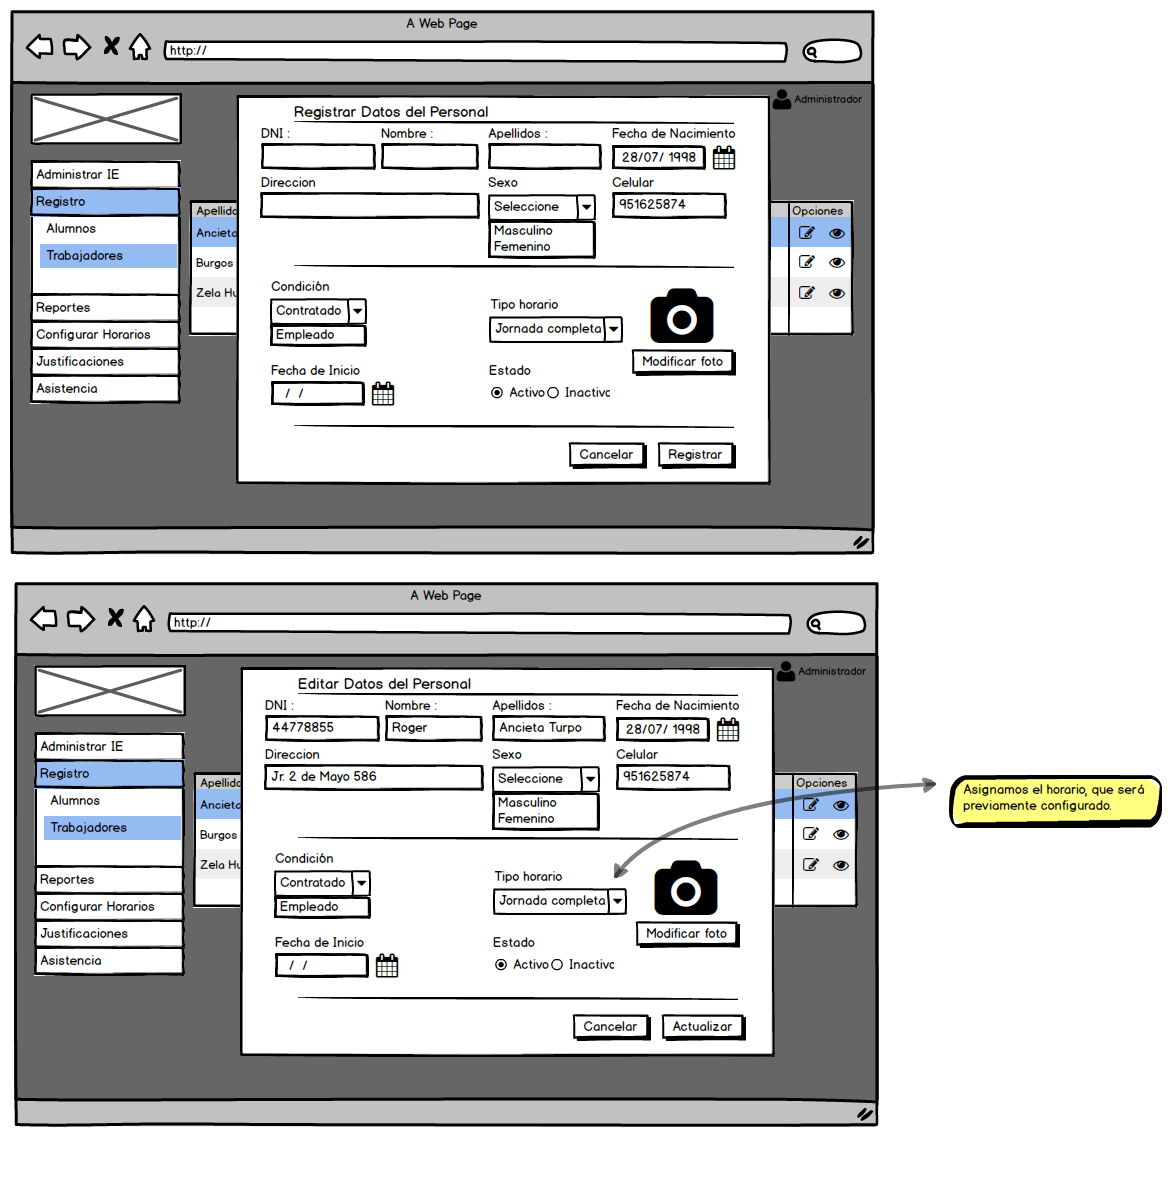 A Web Page
http://
Administrador
Registrar Datos del Personal
DNI : Nombre : Apellidos : Fecha de Nacimiento
28/07/ 1998
Direccion Sexo Celular
Seleccione 951625874
Masculino
Femenino
Condición
Tipo horario
Contratado
Empleado
Jornada completa
Modificar foto
Fecha de Inicio Estado
/ / Activo Inactivo
Cancelar Registrar
Administrar IE
Registro
Alumnos
Trabajadores
Reportes
Configurar Horarios
Justificaciones
Asistencia
Apellido Opciones
Ancieta
Burgos
Zela Hu
A Web Page
http://
Administrador
Editar Datos del Personal
DNI : Nombre : Apellidos : Fecha de Nacimiento
44778855 Roger Ancieta Turpo 28/07/ 1998
Direccion Sexo Celular
Jr. 2 de Mayo 586 Seleccione 951625874
Masculino
Femenino
Condición
Tipo horario
Contratado
Empleado
Jornada completa
Modificar foto
Fecha de Inicio Estado
/ / Activo Inactivo
Cancelar Actualizar
Administrar IE
Registro
Alumnos
Trabajadores
Reportes
Configurar Horarios
Justificaciones
Asistencia
Apellido Opciones
Ancieta
Burgos
Zela Hu
Asignamos el horario, que será
previamente configurado.